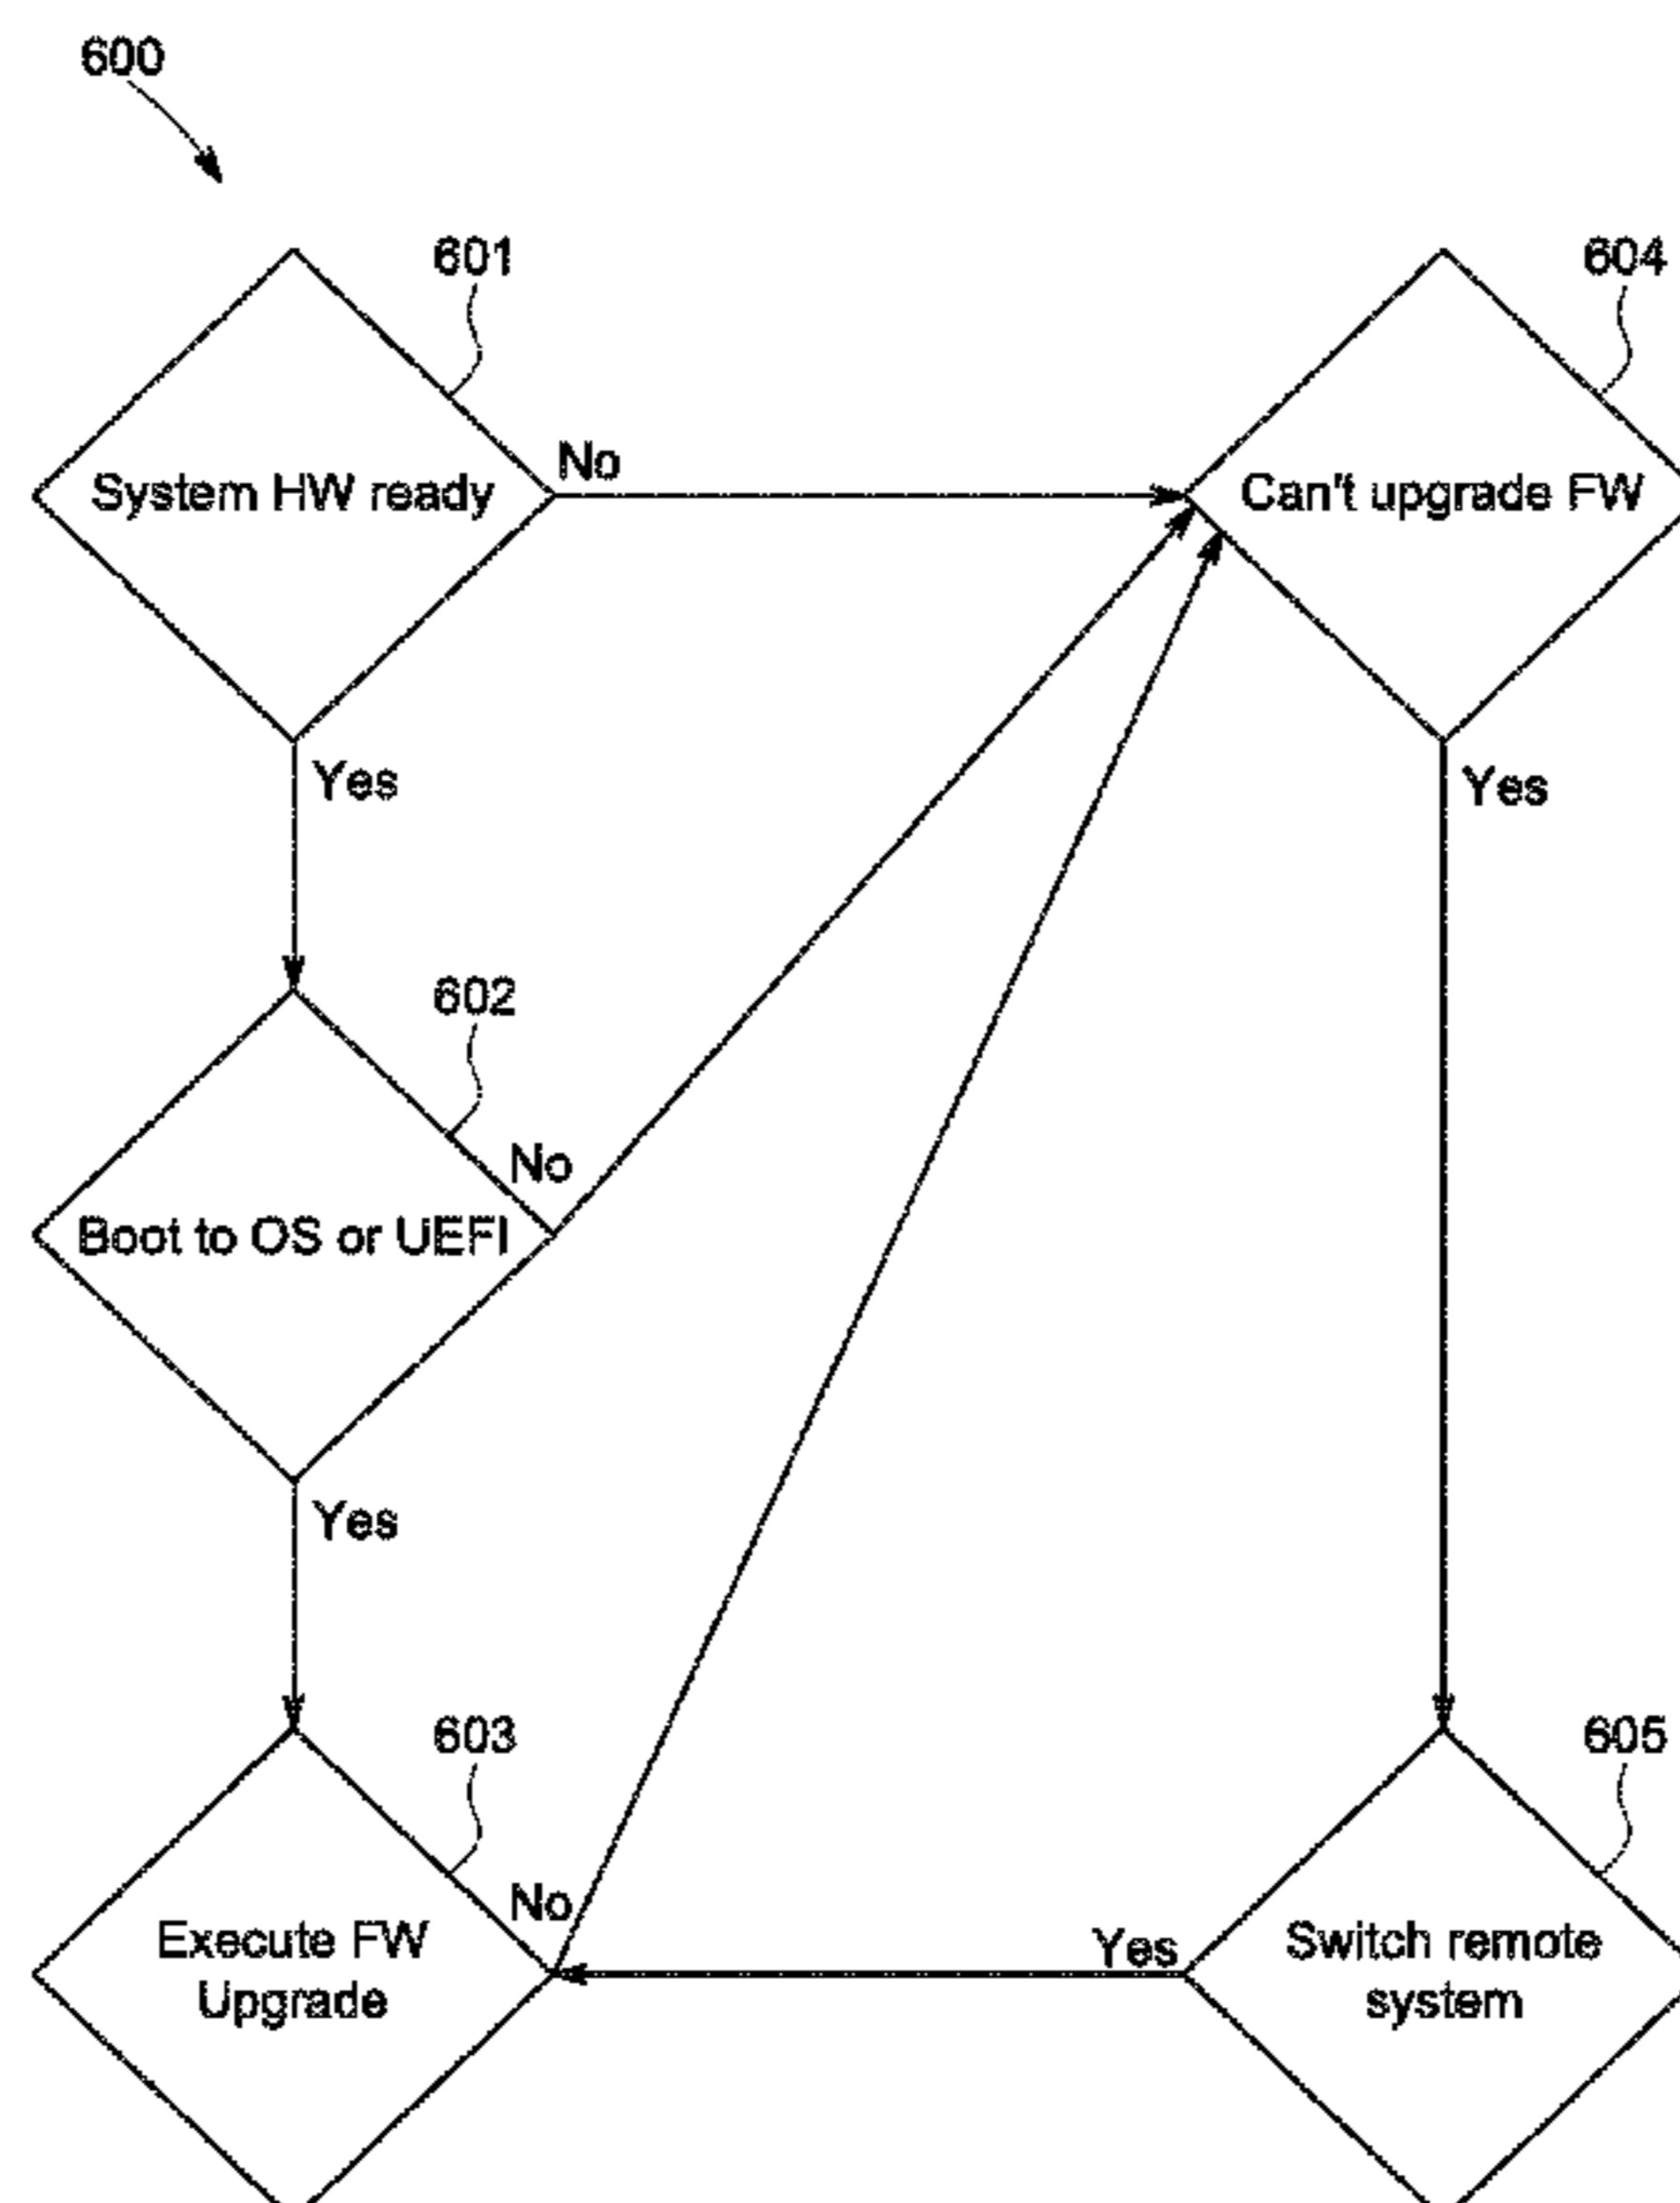 600
601
604
System HW ready
No
Can't upgrade FW
Yes
Yes
602
No
Boot to OS or UEFI
Yes
603
605
No
Execute FW
Upgrade
Yes
Switch remote
system